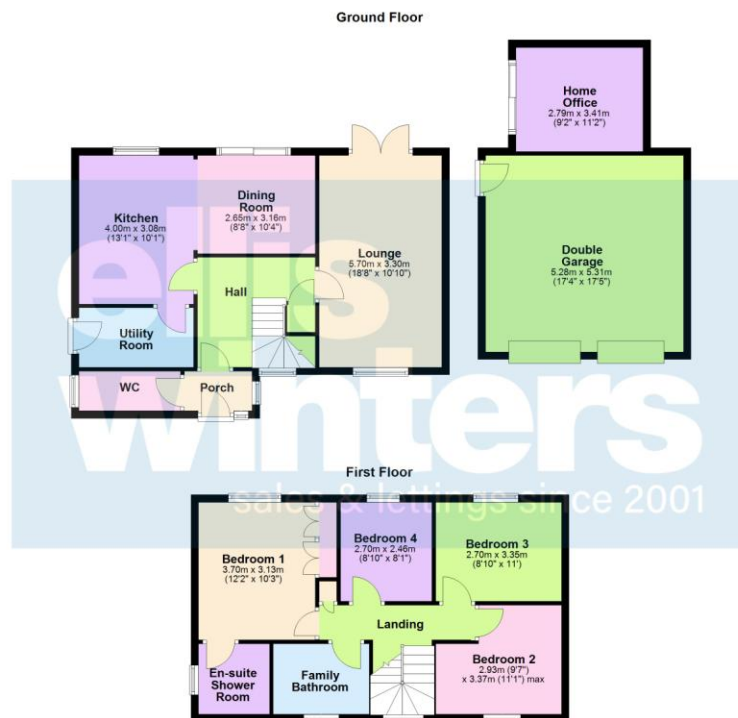 Ground Floor
Home
Office
2.79m x 3.41m
(9'2" x 11'2")
Kitchen
4.00m x 3.08m
(13'1" x 10'1")
Dining
Room
2.65m x 3.16m
(8'8" x 10'4")
Lounge
5.70m x 3.30m
(18'8" x 10'10")
Double
Garage
5.28m x 5.31m
(17'4" x 17'5")
Hall
Utility
Room
WC
Porch
ellis
winters
sales & lettings since 2001
First Floor
Bedroom 1
3.70m x 3.13m
(12'2" x 10'3")
Bedroom 4
2.70m x 2.46m
(8'10" x 8'1")
Bedroom 3
2.70m x 3.35m
(8'10" x 11')
Landing
Bedroom 2
2.93m (9'7")
x 3.37m (11'1") max
En-suite
Shower
Room
Family
Bathroom